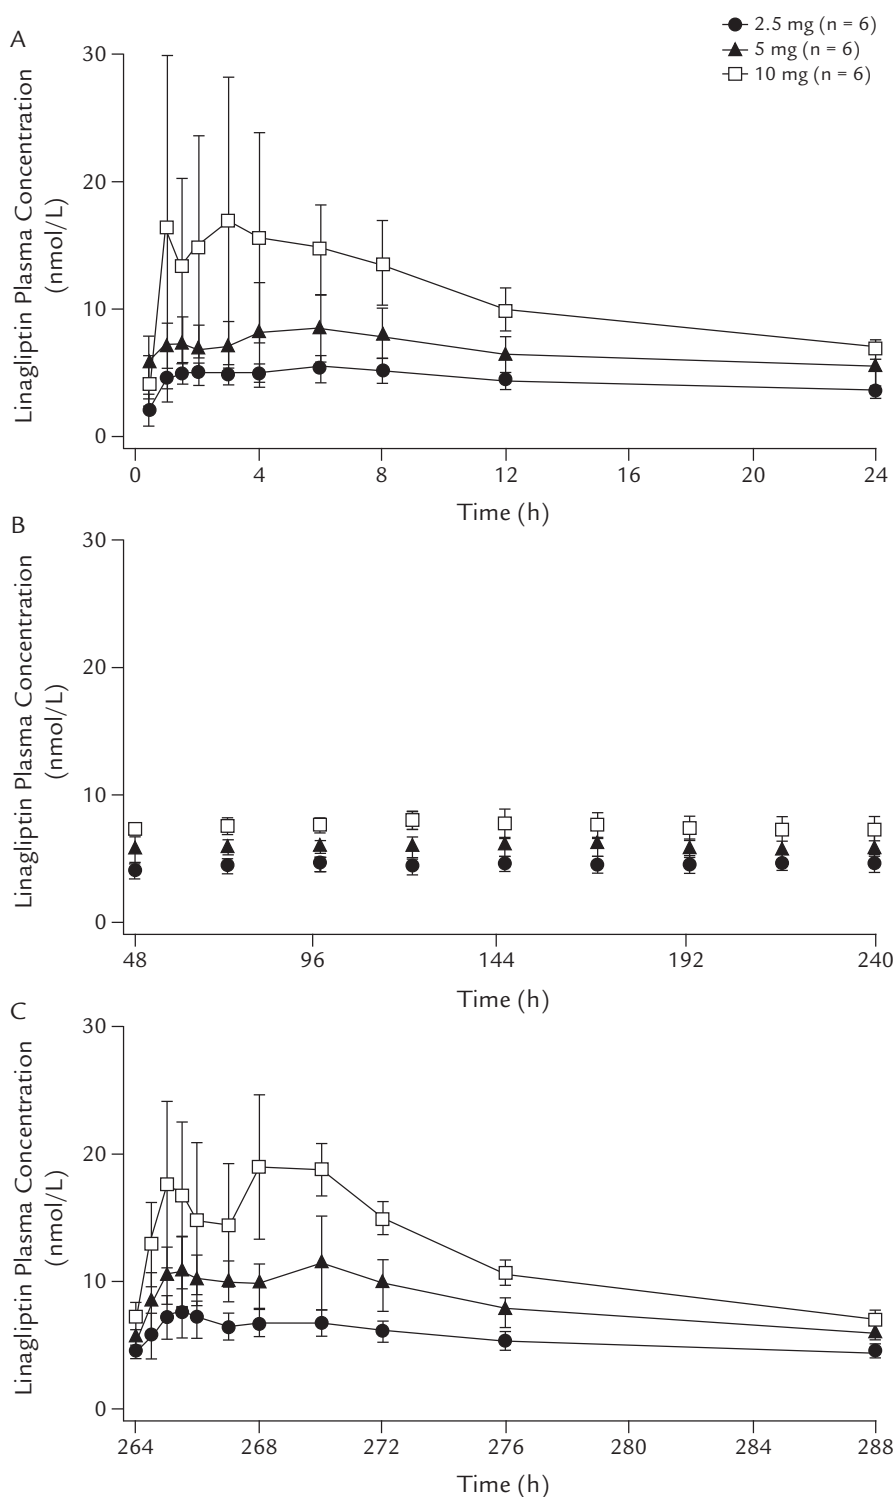 2.5 mg (n = 6)
5 mg (n = 6)
10 mg (n = 6)
A
Linagliptin Plasma Concentration
(nmol/L)
30
20
10
0
0 4 8 12 16 20 24
Time (h)
B
Linagliptin Plasma Concentration
(nmol/L)
30
20
10
0
48 96 144 192 240
Time (h)
C
Linagliptin Plasma Concentration
(nmol/L)
30
20
10
0
264 268 272 276 280 284 288
Time (h)